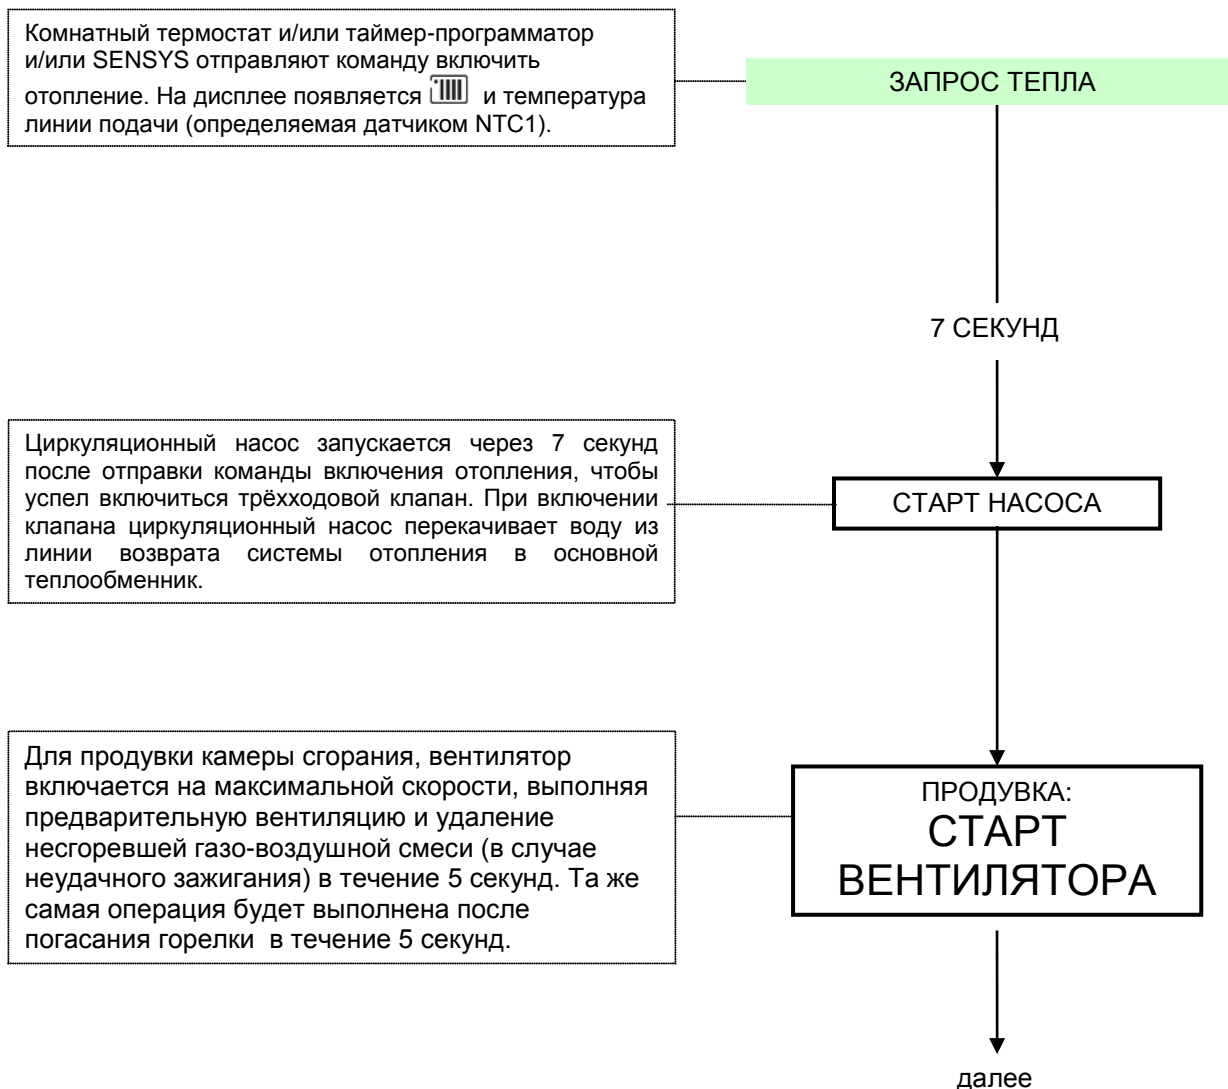 Комнатный термостат и/или таймер-программатор
и/или SENSYS отправляют команду включить
отопление. На дисплее появляется и температура
линии подачи (определяемая датчиком NTC1).
ЗАПРОС ТЕПЛА
7 СЕКУНД
Циркуляционный насос запускается через 7 секунд
после отправки команды включения отопления, чтобы
успел включиться трёхходовой клапан. При включении
клапана циркуляционный насос перекачивает воду из
линии возврата системы отопления в основной
теплообменник.
СТАРТ НАСОСА
Для продувки камеры сгорания, вентилятор
включается на максимальной скорости, выполняя
предварительную вентиляцию и удаление
несгоревшей газо-воздушной смеси (в случае
неудачного зажигания) в течение 5 секунд. Та же
самая операция будет выполнена после
погасания горелки в течение 5 секунд.
ПРОДУВКА:
СТАРТ
ВЕНТИЛЯТОРА
далее